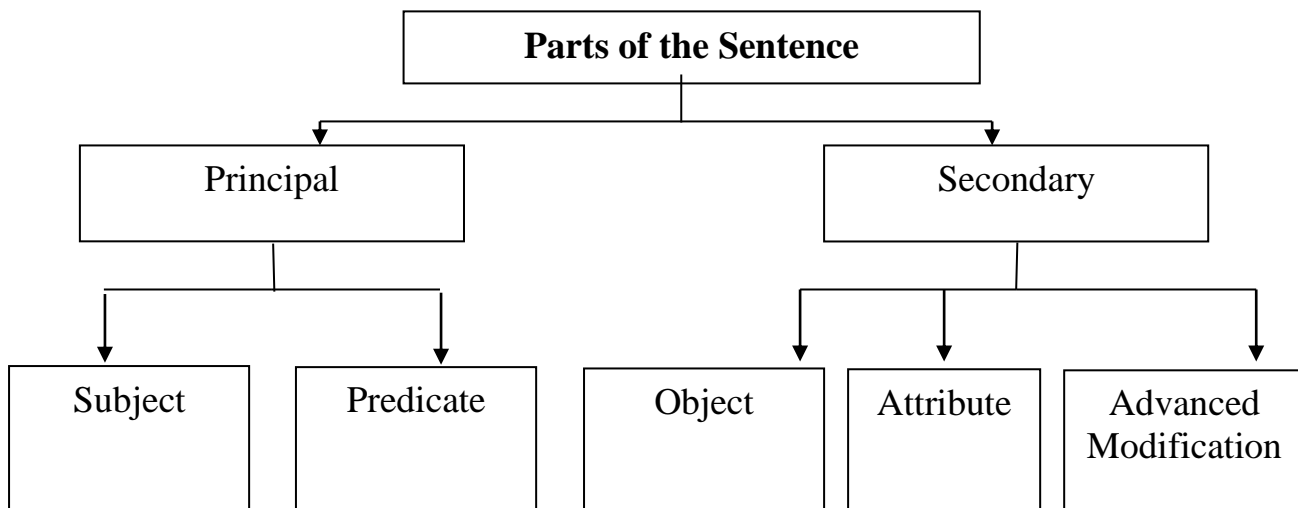 Parts of the Sentence
Principal
Secondary
Subject
Predicate
Object
Attribute
Advanced
Modification